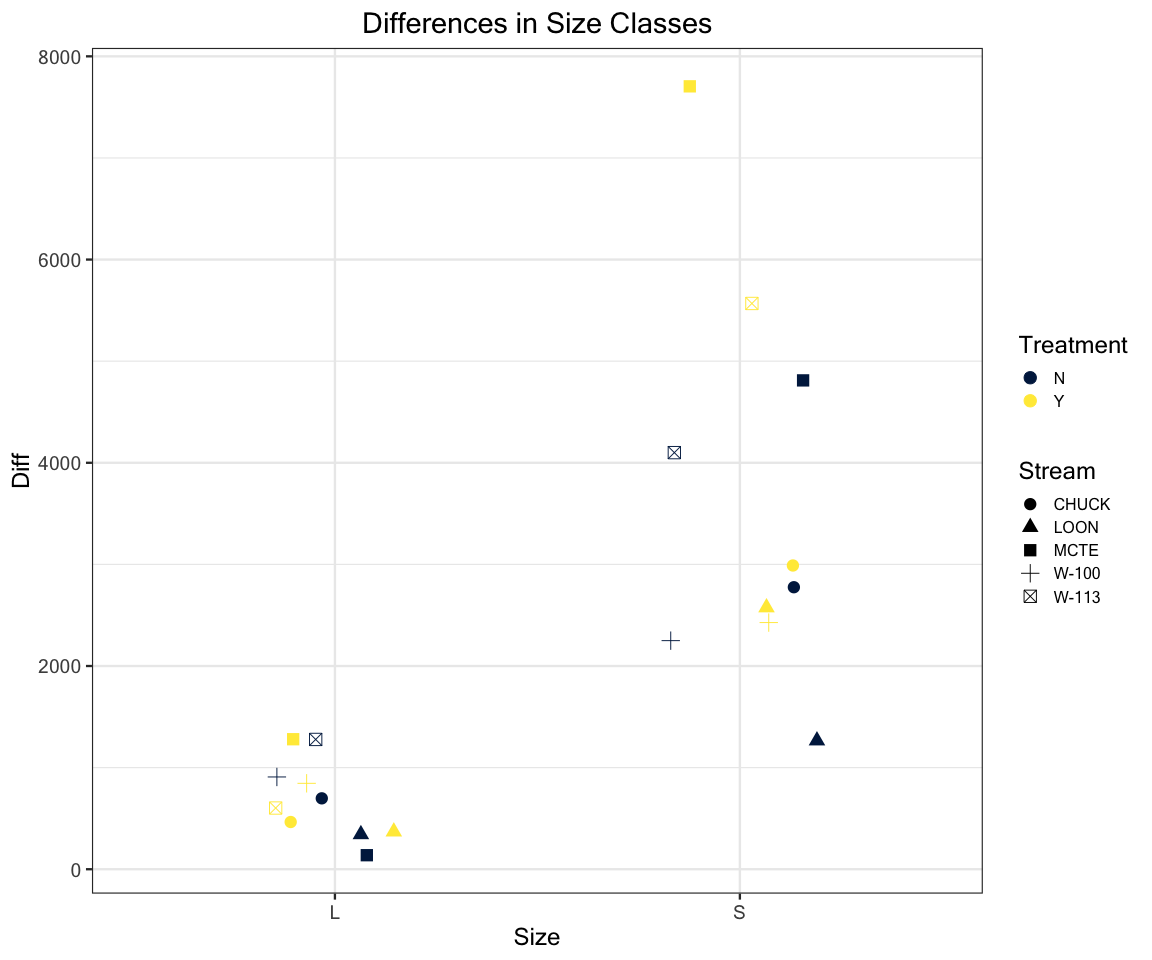 Differences in Size Classes
8000
6000
4000
2000
0
Diff
L
S
Size
Treatment
N
Y
Stream
CHUCK
LOON
MCTE
W-100
W-113